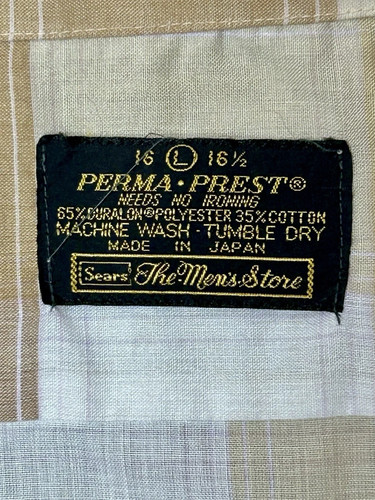 16 L 16½
PERMA·PREST®
NEEDS NO IRONING
65% DURALON® POLYESTER 35% COTTON
MACHINE WASH·TUMBLE DRY
MADE IN JAPAN
Sears The Men's Store